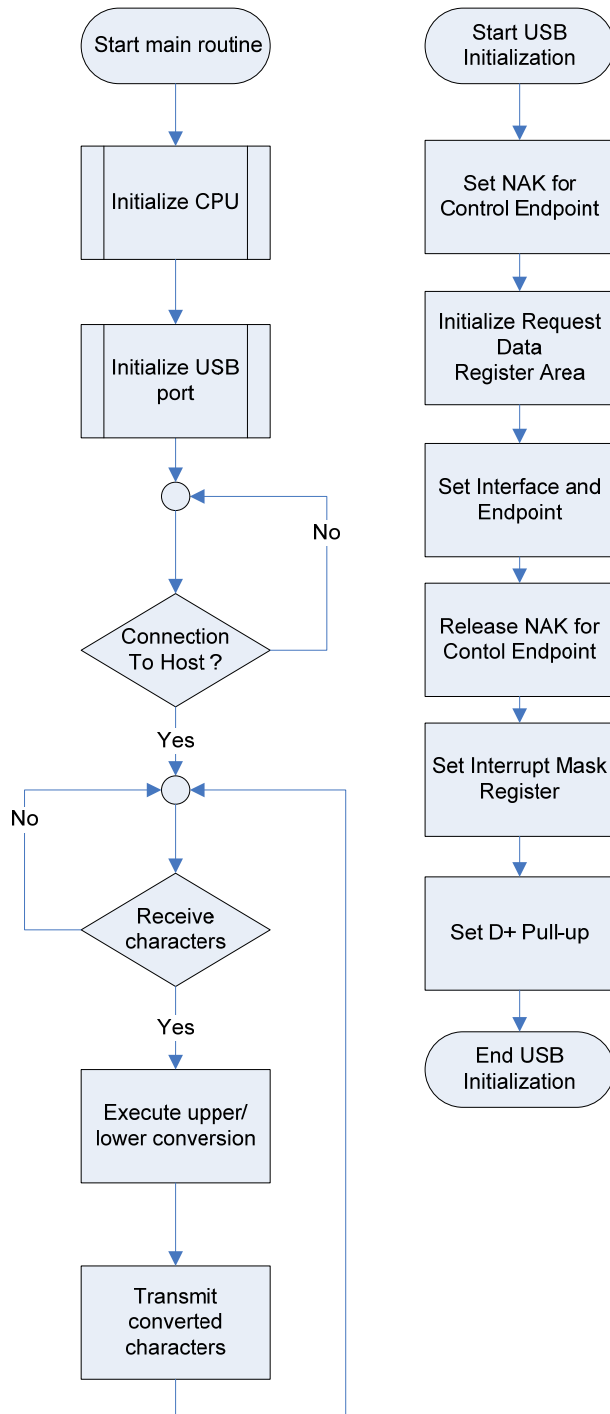 Start main routine
Initialize CPU
Initialize USB
port
No
Connection
To Host ?
Yes
No
Receive
characters
Yes
Execute upper/
lower conversion
Transmit
converted
characters
Start USB
Initialization
Set NAK for
Control Endpoint
Initialize Request
Data
Register Area
Set Interface and
Endpoint
Release NAK for
Contol Endpoint
Set Interrupt Mask
Register
Set D+ Pull-up
End USB
Initialization